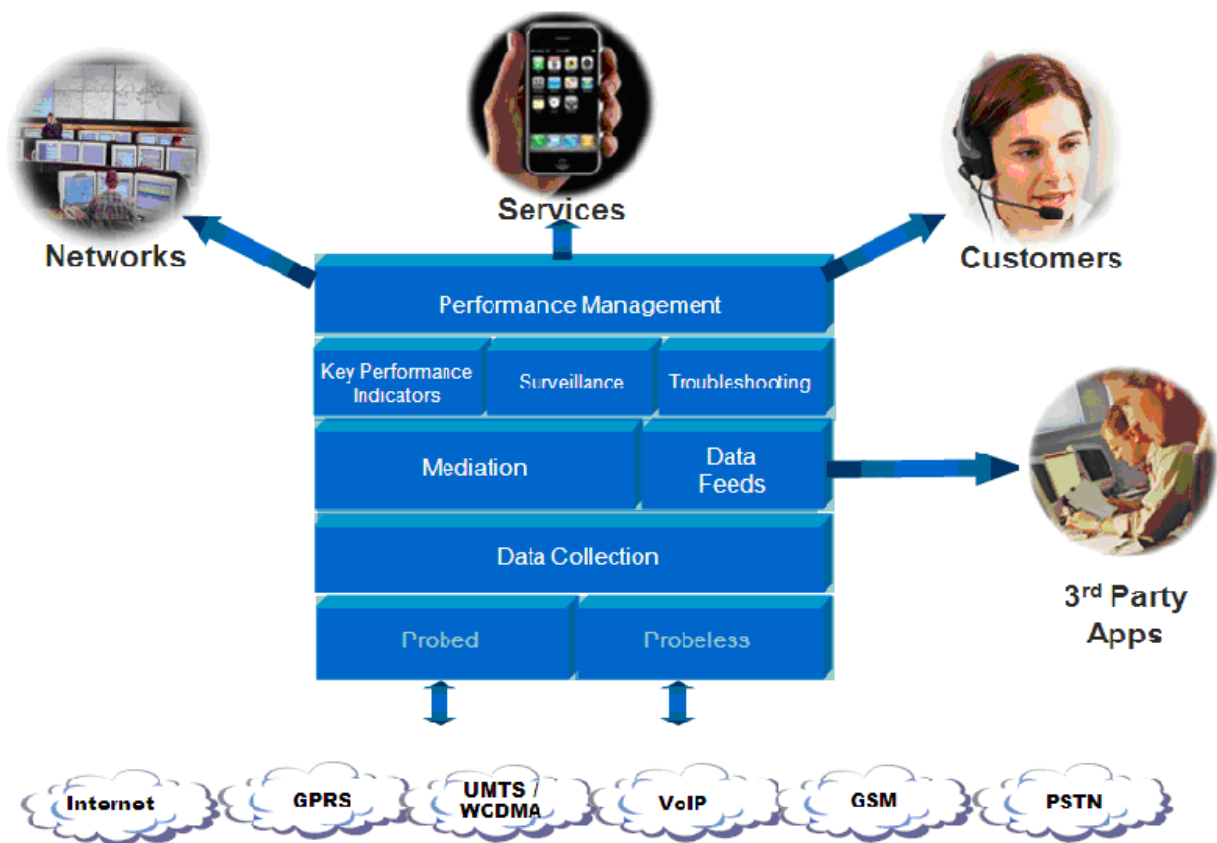 Services
Networks
Customers
Performance Management
Key Performance
Indicators
Surveillance
Troubleshooting
Mediation
Data
Feeds
Data Collection
3rd Party
Apps
Probed
Probeless
Internet
GPRS
UMTS /
WCDMA
VoIP
GSM
PSTN